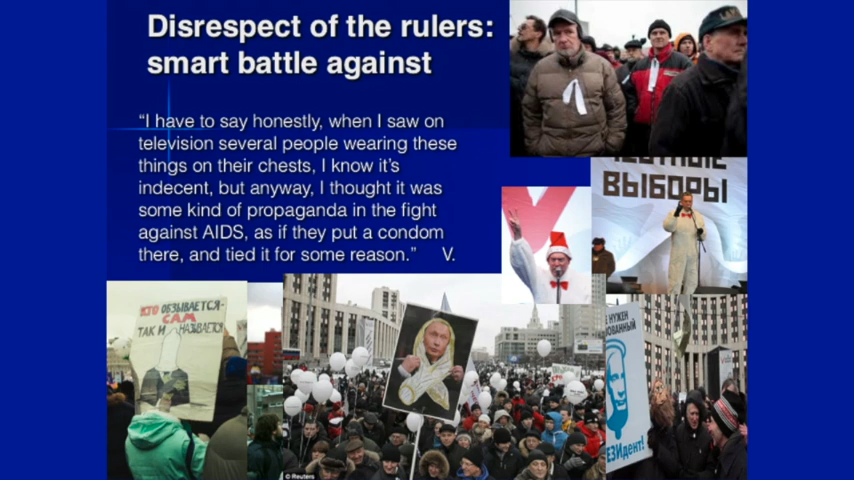 Disrespect of the rulers:
smart battle against
“I have to say honestly, when I saw on
television several people wearing these
things on their chests, I know it’s
indecent, but anyway, I thought it was
some kind of propaganda in the fight
against AIDS, as if they put a condom
there, and tied it for some reason.” V.
ВЫБОРЫ
КТО ОБЗЫВАЕТСЯ-
САМ
ТАК И НАЗЫВАЕТСЯ
НУЖЕН
ЕЗИдент!
© Reuters